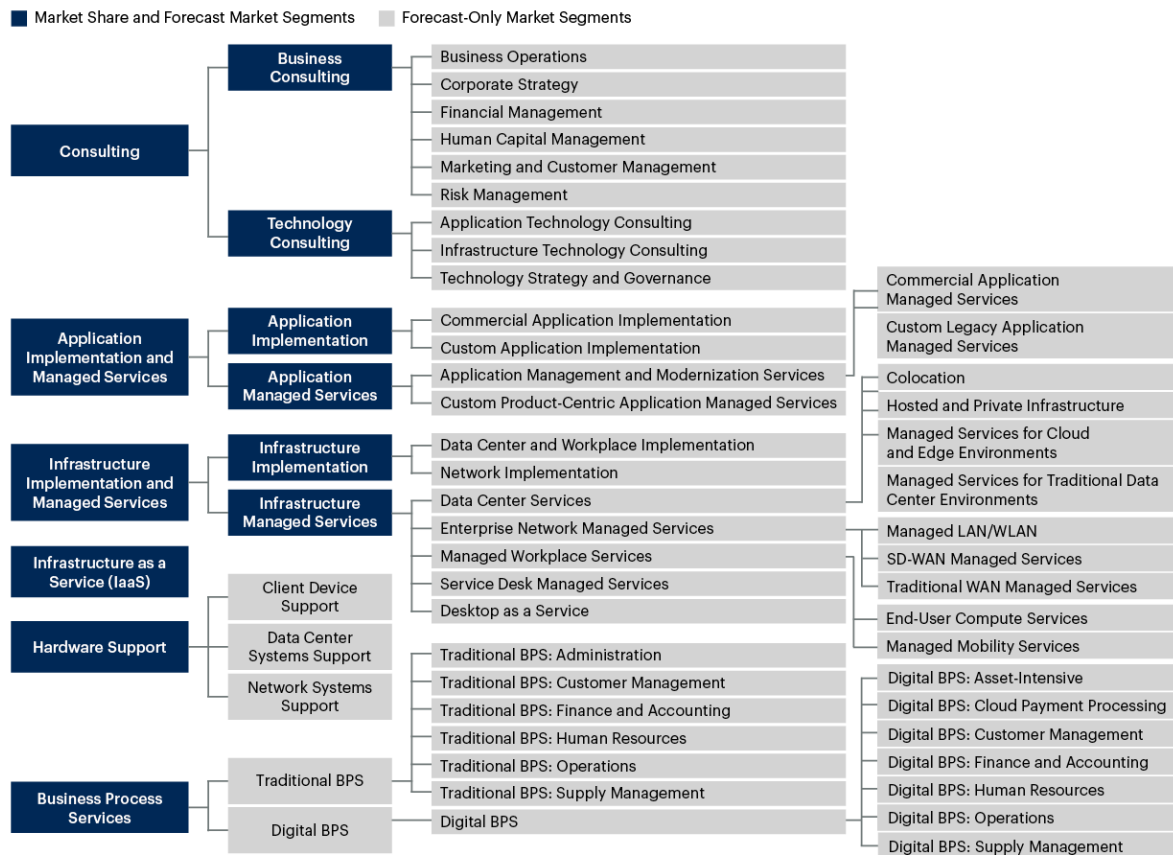 Market Share and Forecast Market Segments
Forecast-Only Market Segments
Consulting
Business
Consulting
Business Operations
Corporate Strategy
Financial Management
Human Capital Management
Marketing and Customer Management
Risk Management
Technology
Consulting
Application Technology Consulting
Infrastructure Technology Consulting
Technology Strategy and Governance
Application
Implementation and
Managed Services
Application
Implementation
Commercial Application Implementation
Custom Application Implementation
Application
Managed Services
Application Management and Modernization Services
Custom Product-Centric Application Managed Services
Commercial Application
Managed Services
Custom Legacy Application
Managed Services
Infrastructure
Implementation and
Managed Services
Infrastructure
Implementation
Data Center and Workplace Implementation
Network Implementation
Infrastructure
Managed Services
Data Center Services
Enterprise Network Managed Services
Managed Workplace Services
Service Desk Managed Services
Desktop as a Service
Colocation
Hosted and Private Infrastructure
Managed Services for Cloud
and Edge Environments
Managed Services for Traditional Data
Center Environments
Managed LAN/WLAN
SD-WAN Managed Services
Traditional WAN Managed Services
End-User Compute Services
Managed Mobility Services
Infrastructure as a
Service (IaaS)
Hardware Support
Client Device
Support
Data Center
Systems Support
Network Systems
Support
Business Process
Services
Traditional BPS
Traditional BPS: Administration
Traditional BPS: Customer Management
Traditional BPS: Finance and Accounting
Traditional BPS: Human Resources
Traditional BPS: Operations
Traditional BPS: Supply Management
Digital BPS
Digital BPS
Digital BPS: Asset-Intensive
Digital BPS: Cloud Payment Processing
Digital BPS: Customer Management
Digital BPS: Finance and Accounting
Digital BPS: Human Resources
Digital BPS: Operations
Digital BPS: Supply Management